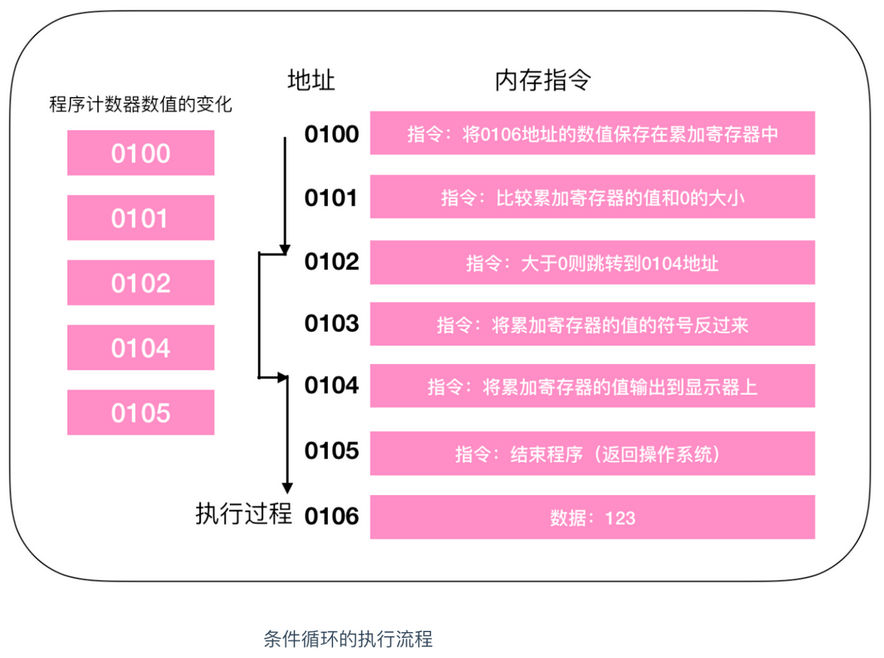 地址
内存指令
程序计数器数值的变化
0100
0101
0102
0104
0105
0100
指令：将0106地址的数值保存在累加寄存器中
0101
指令：比较累加寄存器的值和0的大小
0102
指令：大于0则跳转到0104地址
0103
指令：将累加寄存器的值的符号反过来
0104
指令：将累加寄存器的值输出到显示器上
0105
指令：结束程序（返回操作系统）
执行过程
0106
数据：123
条件循环的执行流程